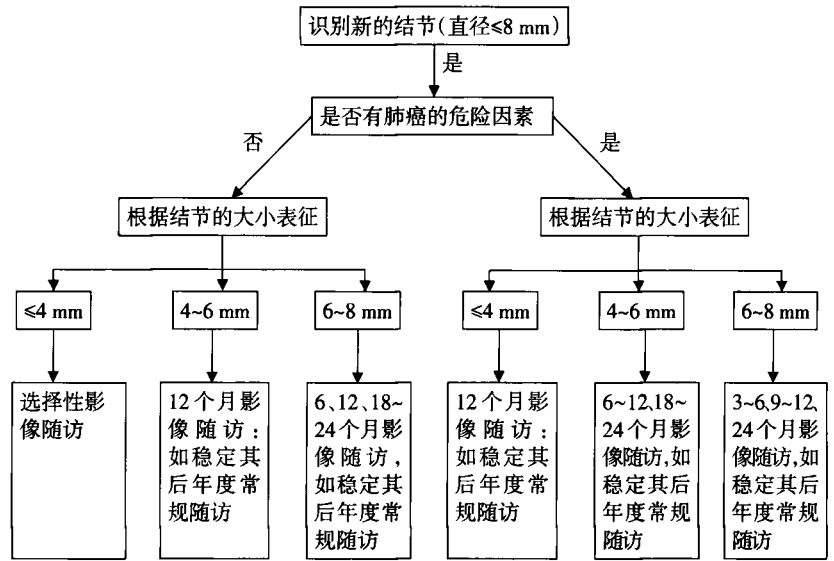 识别新的结节(直径≤8 mm)
是
是否有肺癌的危险因素
否
是
根据结节的大小表征
根据结节的大小表征
≤4 mm
4~6 mm
6~8 mm
≤4 mm
4~6 mm
6~8 mm
选择性影
像随访
12个月影
像随访:
如稳定其
后年度常
规随访
6、12、18~
24个月影
像随访,
如稳定其
后年度常
规随访
12个月影
像随访:
如稳定其
后年度常
规随访
6~12、18~
24个月影
像随访,如
稳定其后
年度常规
随访
3~6、9~12、
24个月影
像随访,如
稳定其后
年度常规
随访